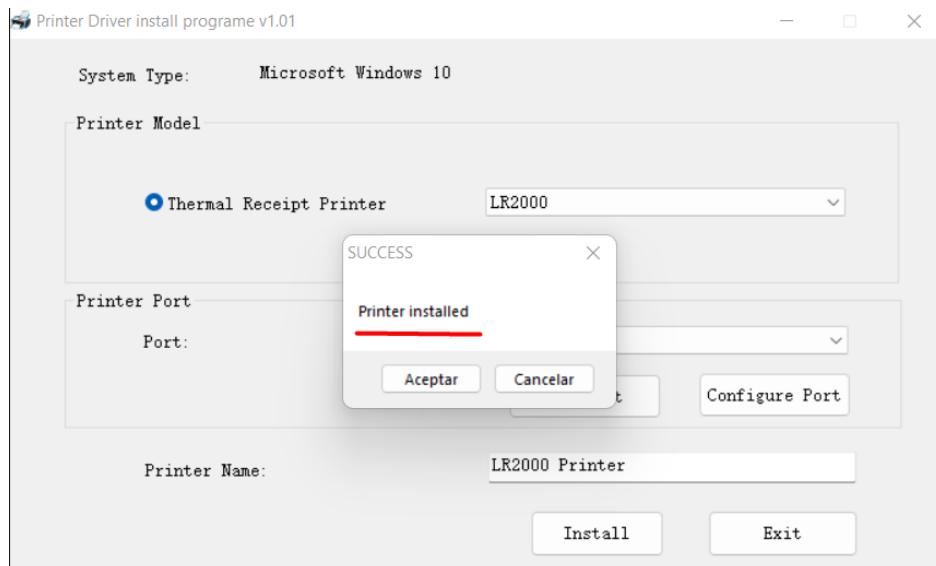 Printer Driver install programe v1.01
System Type: Microsoft Windows 10
Printer Model
Thermal Receipt Printer LR2000
SUCCESS
Printer installed
Printer Port
Port:
Aceptar Cancelar
Configure Port
Printer Name: LR2000 Printer
Install Exit